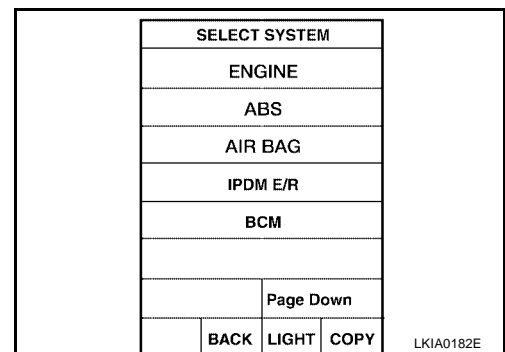 SELECT SYSTEM
ENGINE
ABS
AIR BAG
IPDM E/R
BCM
Page Down
BACK LIGHT COPY
LKIA0182E